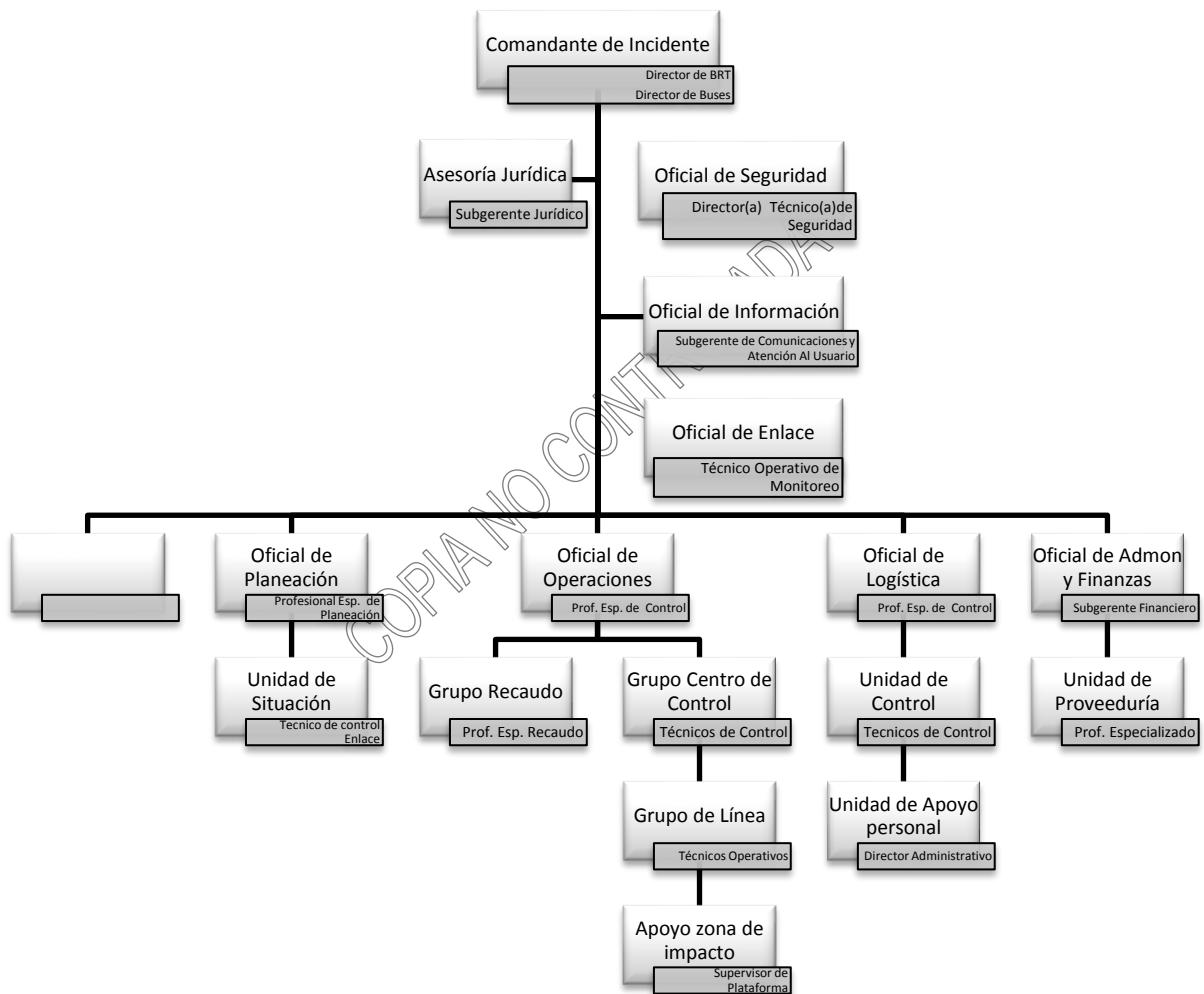 Comandante de Incidente
Director de BRT
Director de Buses
Asesoría Jurídica
Subgerente Jurídico
Oficial de Seguridad
Director(a) Técnico(a)de
Seguridad
Oficial de Información
Subgerente de Comunicaciones y
Atención Al Usuario
Oficial de Enlace
Técnico Operativo de
Monitoreo
COPIA NO CONTR ADA
Oficial de
Planeación
Profesional Esp. de
Planeación
Unidad de
Situación
Tecnico de control
Enlace
Oficial de
Operaciones
Prof. Esp. de Control
Grupo Recaudo
Prof. Esp. Recaudo
Grupo Centro de
Control
Técnicos de Control
Grupo de Línea
Técnicos Operativos
Apoyo zona de
impacto
Supervisor de
Plataforma
Oficial de
Logística
Prof. Esp. de Control
Unidad de
Control
Tecnicos de Control
Unidad de Apoyo
personal
Director Administrativo
Oficial de Admon
y Finanzas
Subgerente Financiero
Unidad de
Proveeduría
Prof. Especializado